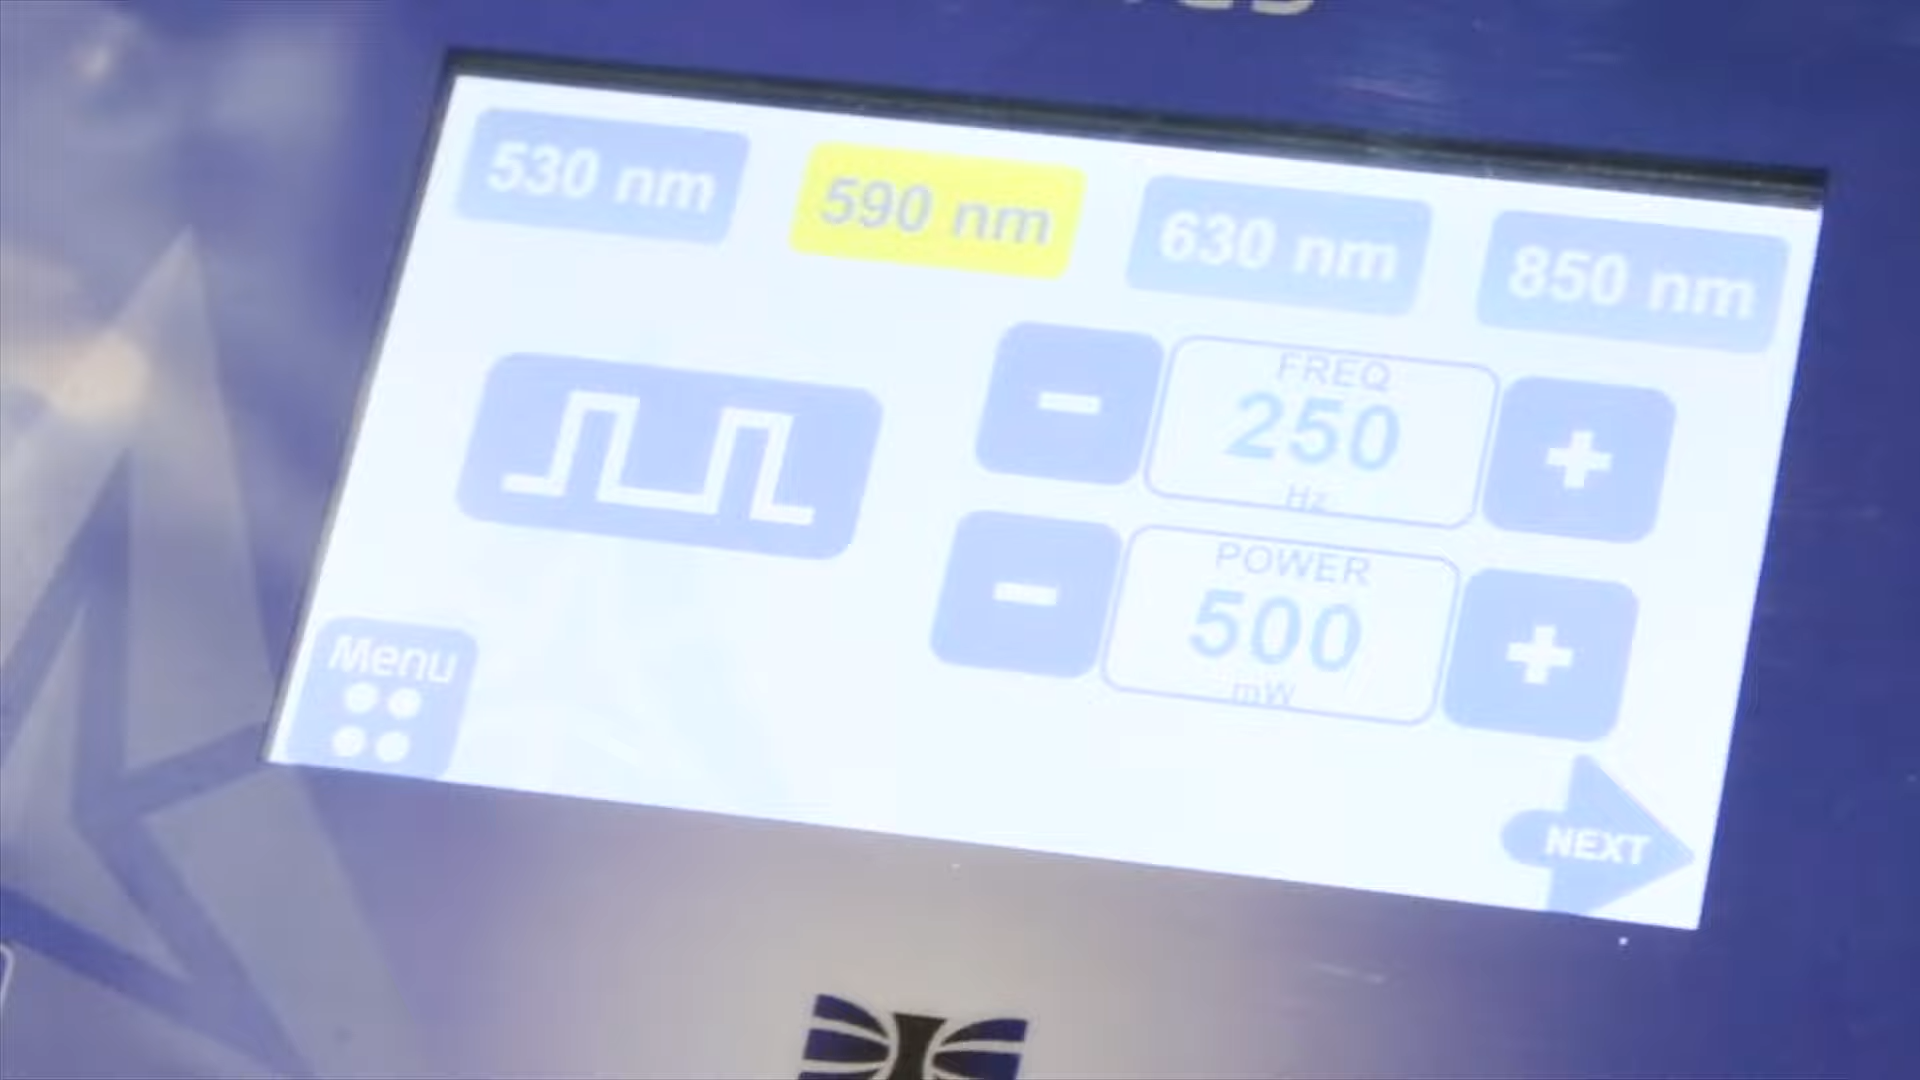 530 nm
590 nm
630 nm
850 nm
FREQ
250
Hz
POWER
500
mW
Menu
NEXT